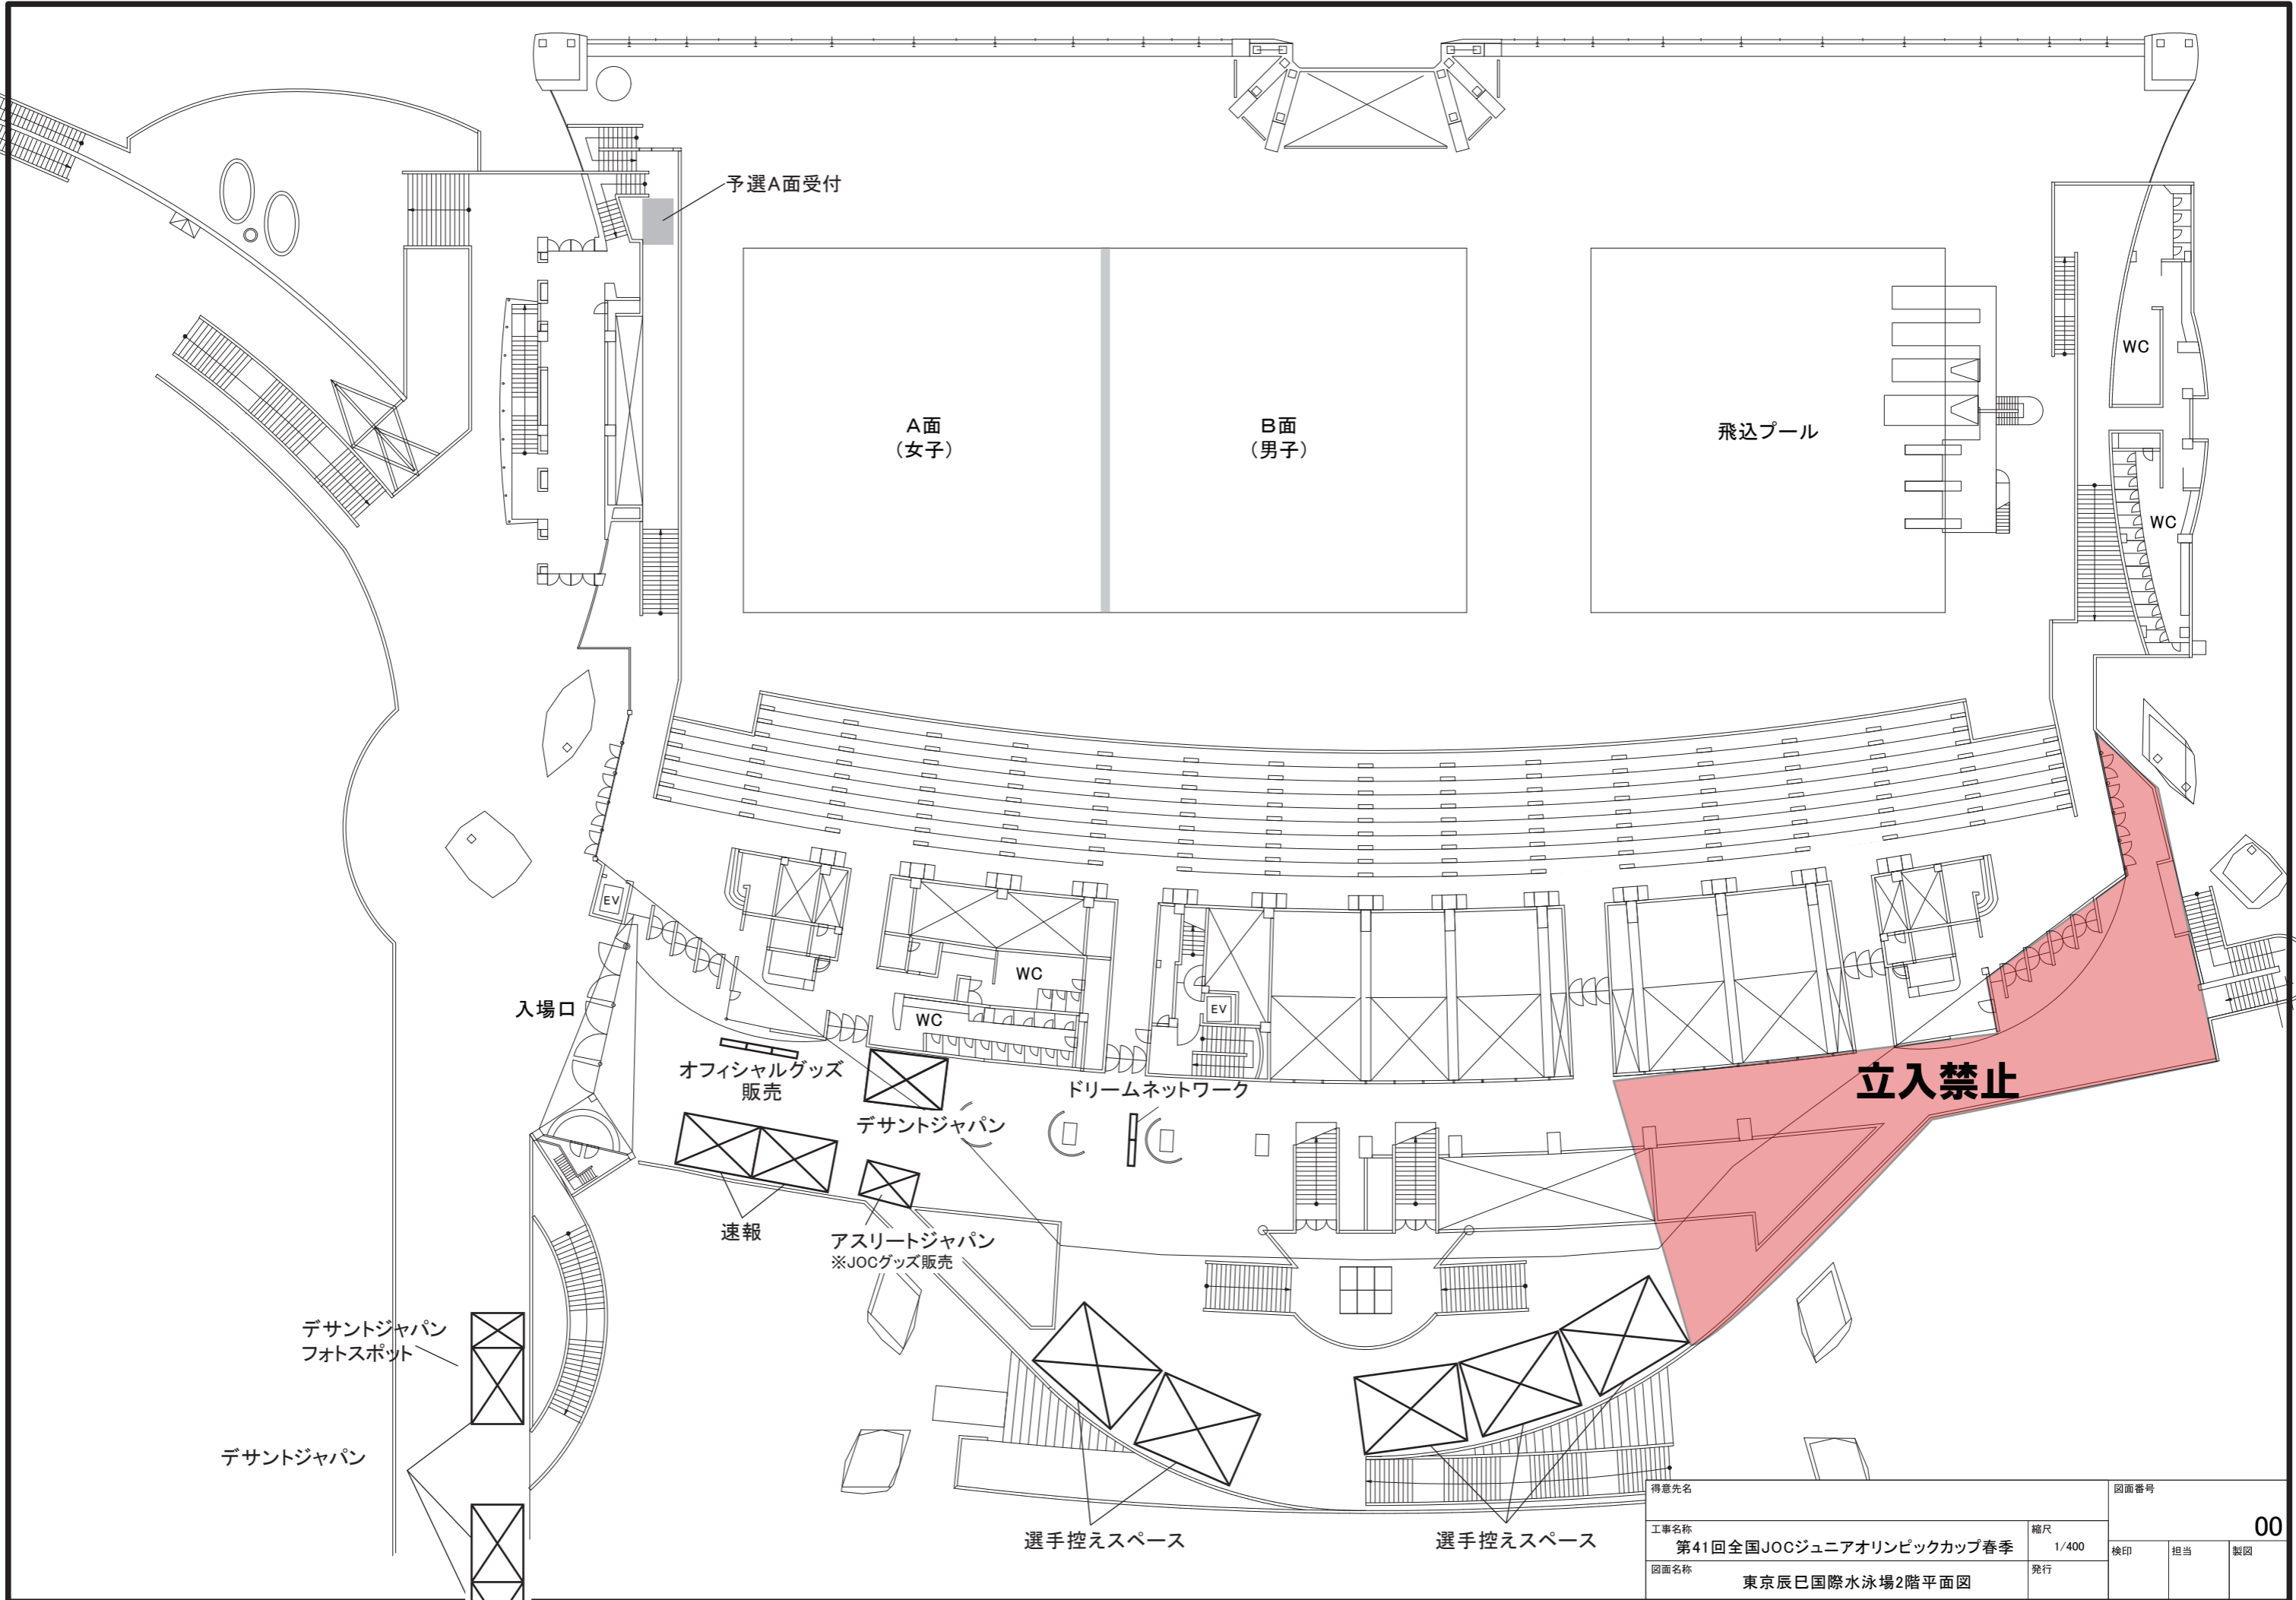 予選A面受付
A面
（女子）
B面
（男子）
飛込プール
WC
WC
EV
入場口
WC
WC
EV
オフィシャルグッズ
販売
デサントジャパン
ドリームネットワーク
立入禁止
速報
アスリートジャパン
※JOCグッズ販売
デサントジャパン
フォトスポット
デサントジャパン
選手控えスペース
選手控えスペース
得意先名
図面番号
00
工事名称
第41回全国JOCジュニアオリンピックカップ春季
縮尺
1/400
図面名称
東京辰巳国際水泳場2階平面図
発行
検印
担当
製図